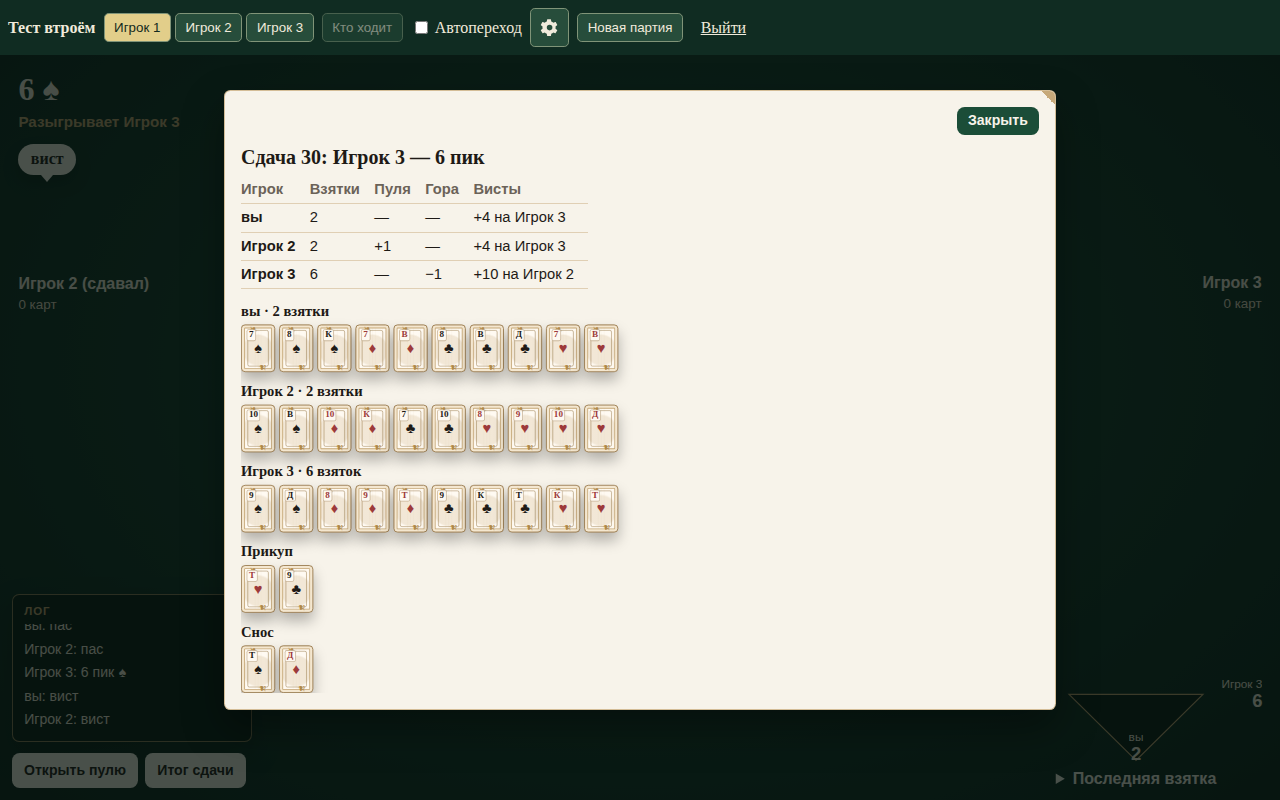 Тест втроём Игрок 1 Игрок 2 Игрок 3 Кто ходит Автопереход Новая партия Выйти
6 ♠
Разыгрывает Игрок 3
вист
Игрок 2 (сдавал)
0 карт
Закрыть
Сдача 30: Игрок 3 — 6 пик
Игрок Взятки Пуля Гора Висты
вы 2 — — +4 на Игрок 3
Игрок 2 2 +1 — +4 на Игрок 3
Игрок 3 6 — −1 +10 на Игрок 2
вы · 2 взятки
7♠ 8♠ К♠ 7♦ В♦ 8♣ В♣ Д♣ 7♥ В♥
Игрок 2 · 2 взятки
10♠ В♠ 10♦ К♦ 7♣ 10♣ 8♥ 9♥ 10♥ Д♥
Игрок 3 · 6 взяток
9♠ Д♠ 8♦ 9♦ Т♦ 9♣ К♣ Т♣ К♥ Т♥
Прикуп
Т♥ 9♣
Снос
Т♠ Д♦
Игрок 3
0 карт
ЛОГ
вы: пас
Игрок 2: пас
Игрок 3: 6 пик ♠
вы: вист
Игрок 2: вист
Открыть пулю Итог сдачи
Игрок 3
6
вы
2
▶ Последняя взятка